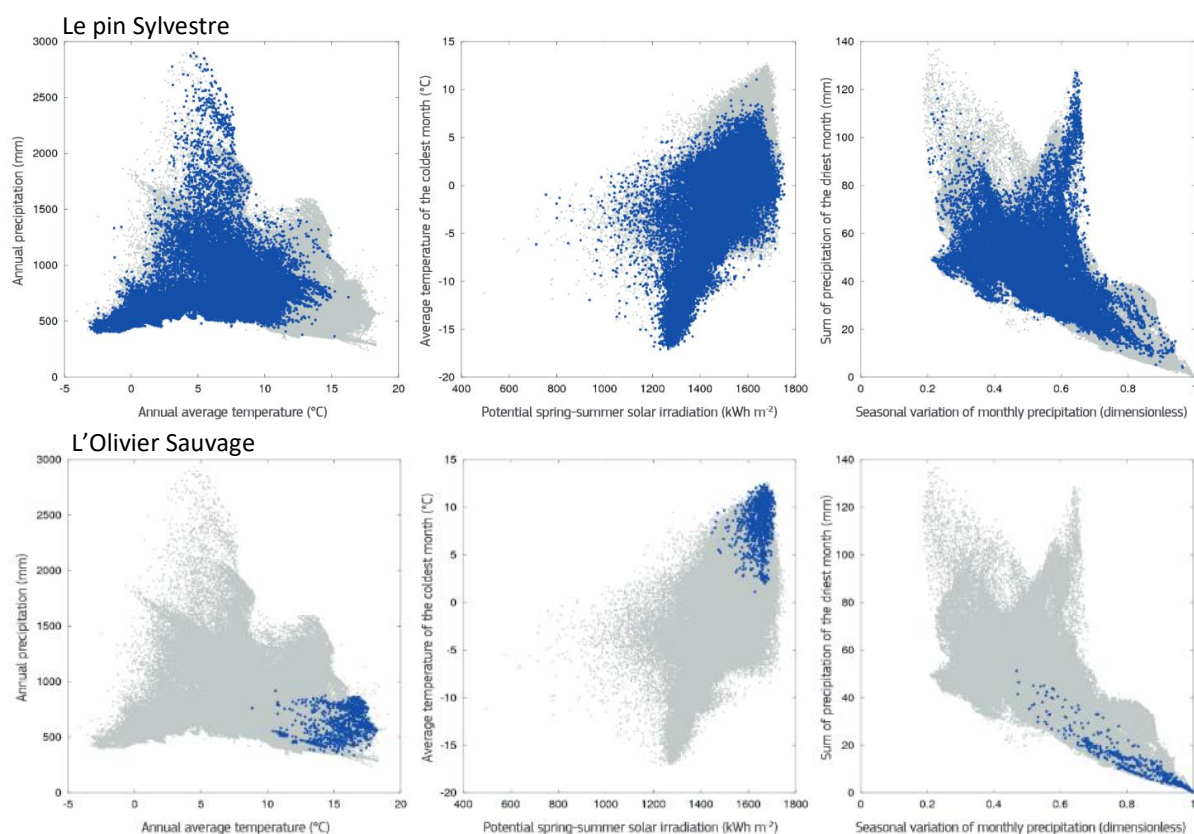 Le pin Sylvestre
3000
2500
2000
1500
1000
500
0
Annual precipitation (mm)
-5 0 5 10 15 20
Annual average temperature (°C)
15
10
5
0
-5
-10
-15
-20
Average temperature of the coldest month (°C)
400 600 800 1000 1200 1400 1600 1800
Potential spring-summer solar irradiation (kWh m⁻²)
140
120
100
80
60
40
20
0
Sum of precipitation of the driest month (mm)
0 0.2 0.4 0.6 0.8 1
Seasonal variation of monthly precipitation (dimensionless)
L’Olivier Sauvage
3000
2500
2000
1500
1000
500
0
Annual precipitation (mm)
-5 0 5 10 15 20
Annual average temperature (°C)
15
10
5
0
-5
-10
-15
-20
Average temperature of the coldest month (°C)
400 600 800 1000 1200 1400 1600 1800
Potential spring-summer solar irradiation (kWh m⁻²)
140
120
100
80
60
40
20
0
Sum of precipitation of the driest month (mm)
0 0.2 0.4 0.6 0.8 1
Seasonal variation of monthly precipitation (dimensionless)